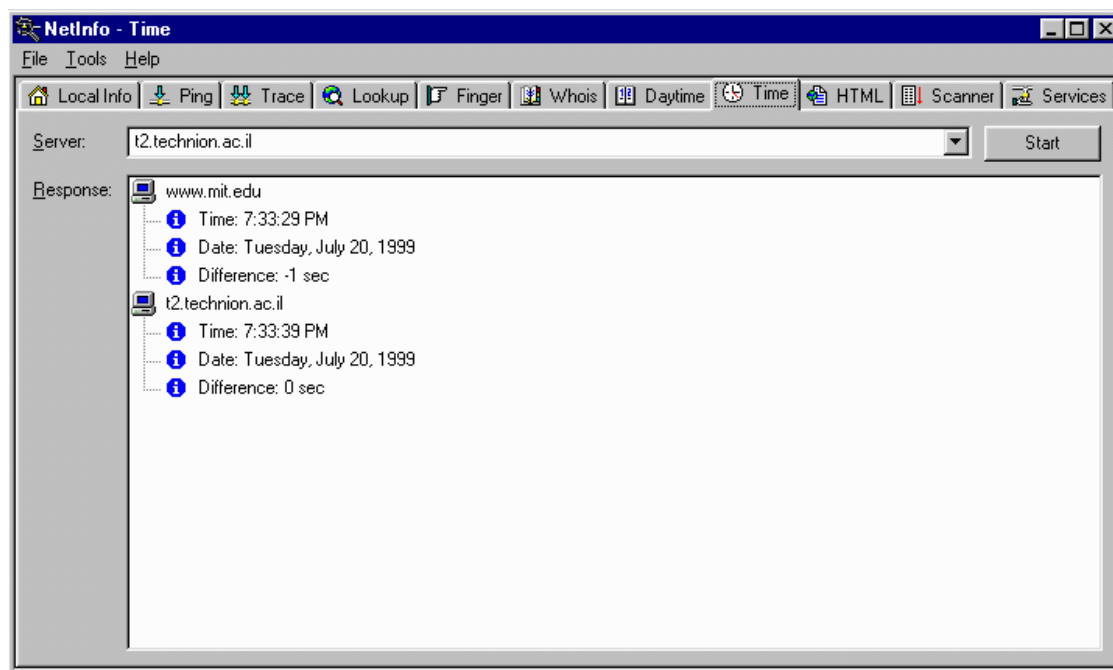 NetInfo - Time
File Tools Help
Local Info Ping Trace Lookup Finger Whois Daytime Time HTML Scanner Services
Server: t2.technion.ac.il Start
Response: www.mit.edu
Time: 7:33:29 PM
Date: Tuesday, July 20, 1999
Difference: -1 sec
t2.technion.ac.il
Time: 7:33:39 PM
Date: Tuesday, July 20, 1999
Difference: 0 sec